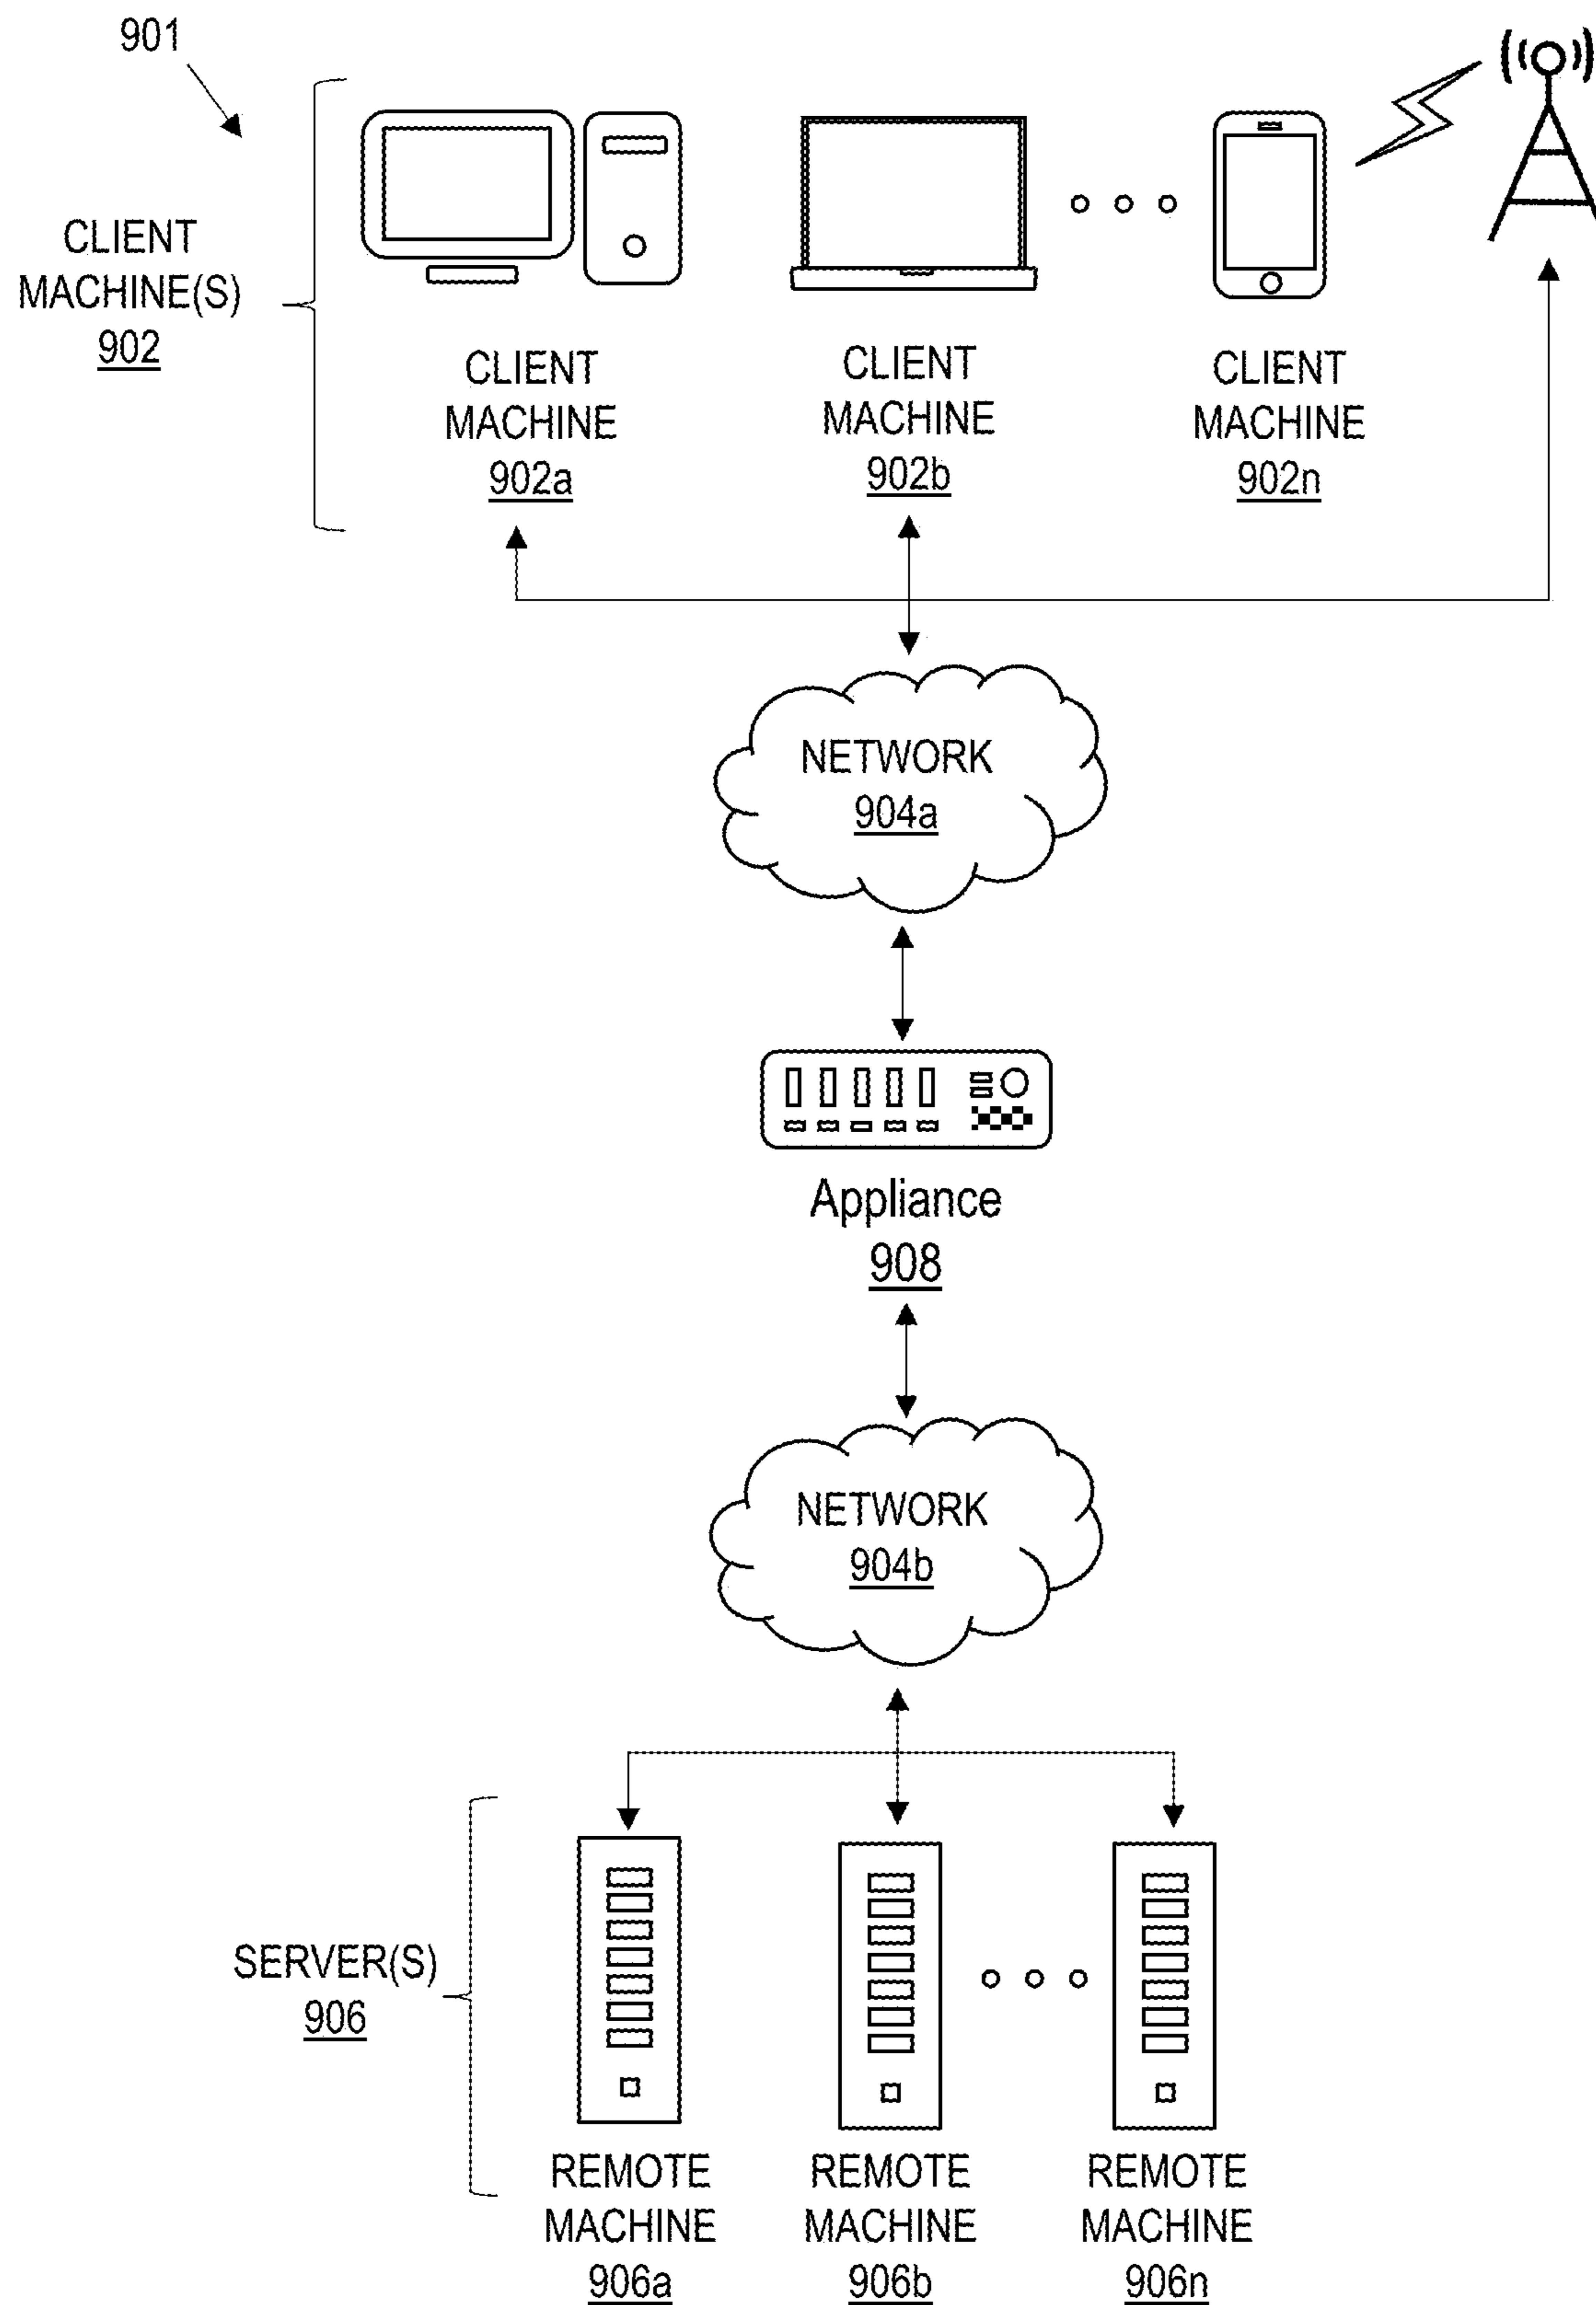 901
CLIENT
MACHINE(S)
902
CLIENT
MACHINE
902a
CLIENT
MACHINE
902b
CLIENT
MACHINE
902n
NETWORK
904a
Appliance
908
NETWORK
904b
SERVER(S)
906
REMOTE
MACHINE
906a
REMOTE
MACHINE
906b
REMOTE
MACHINE
906n